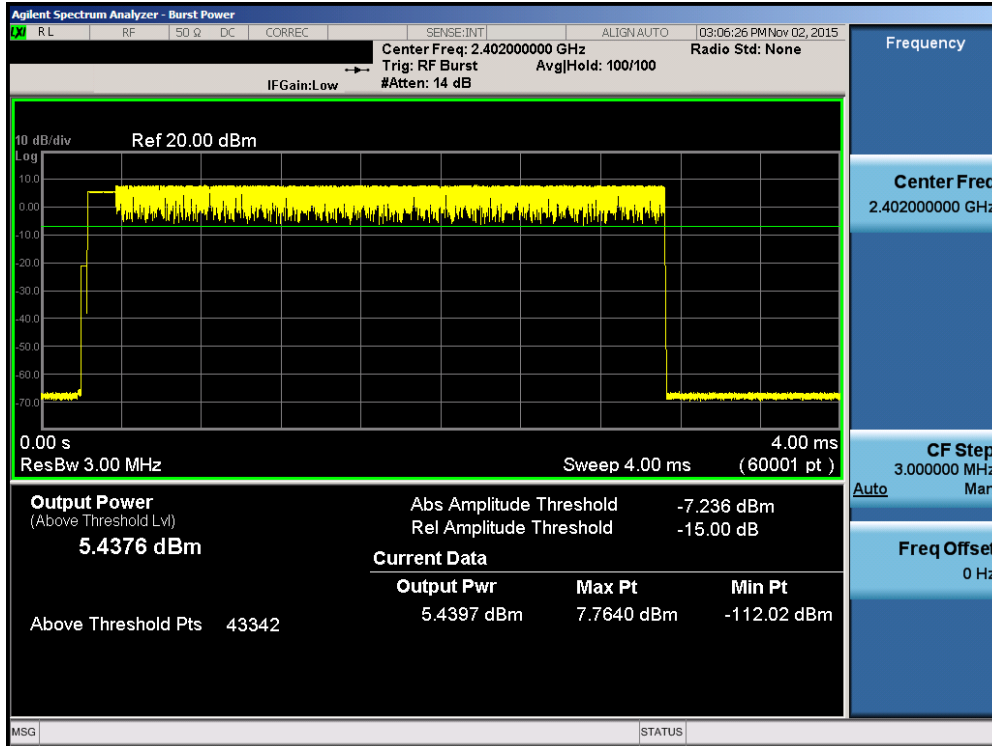 Agilent Spectrum Analyzer - Burst Power
LXI RL RF 50 Ω DC CORREC SENSE:INT ALIGN AUTO 03:06:26 PM Nov 02, 2015
Center Freq: 2.402000000 GHz Radio Std: None
Trig: RF Burst Avg|Hold: 100/100
IFGain:Low #Atten: 14 dB
10 dB/div Ref 20.00 dBm
Log
10.0
0.00
-10.0
-20.0
-30.0
-40.0
-50.0
-60.0
-70.0
0.00 s 4.00 ms
ResBw 3.00 MHz Sweep 4.00 ms (60001 pt)
Output Power
(Above Threshold Lvl)
5.4376 dBm
Above Threshold Pts 43342
Abs Amplitude Threshold -7.236 dBm
Rel Amplitude Threshold -15.00 dB
Current Data
Output Pwr Max Pt Min Pt
5.4397 dBm 7.7640 dBm -112.02 dBm
MSG STATUS
Frequency
Center Freq
2.402000000 GHz
CF Step
3.000000 MHz
Auto Man
Freq Offset
0 Hz